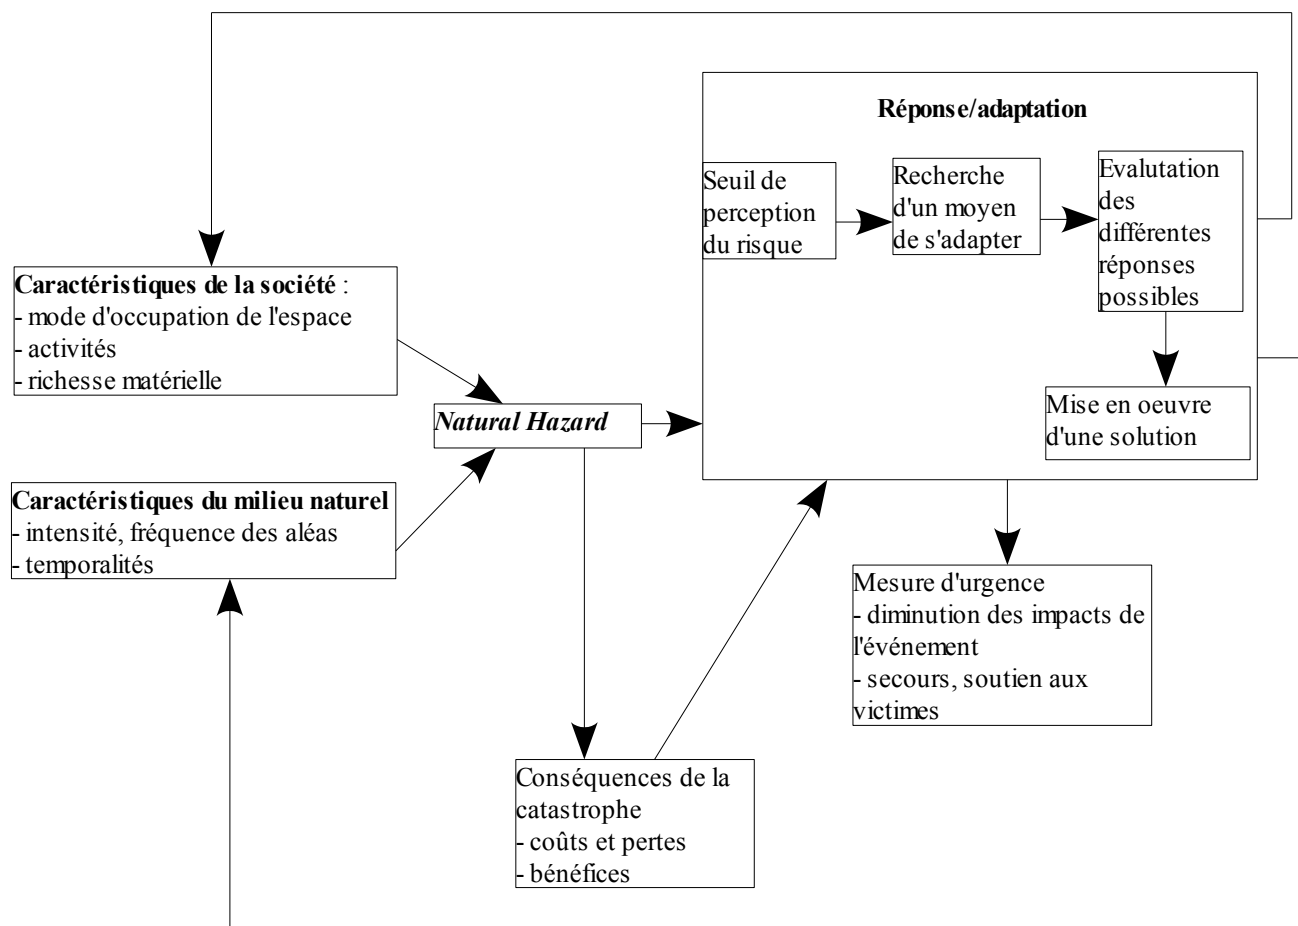 Réponse/adaptation
Seuil de
perception
du risque
Recherche
d'un moyen
de s'adapter
Evalutation
des
différentes
réponses
possibles
Mise en oeuvre
d'une solution
Caractéristiques de la société :
- mode d'occupation de l'espace
- activités
- richesse matérielle
Natural Hazard
Caractéristiques du milieu naturel
- intensité, fréquence des aléas
- temporalités
Mesure d'urgence
- diminution des impacts de
l'événement
- secours, soutien aux
victimes
Conséquences de la
catastrophe
- coûts et pertes
- bénéfices